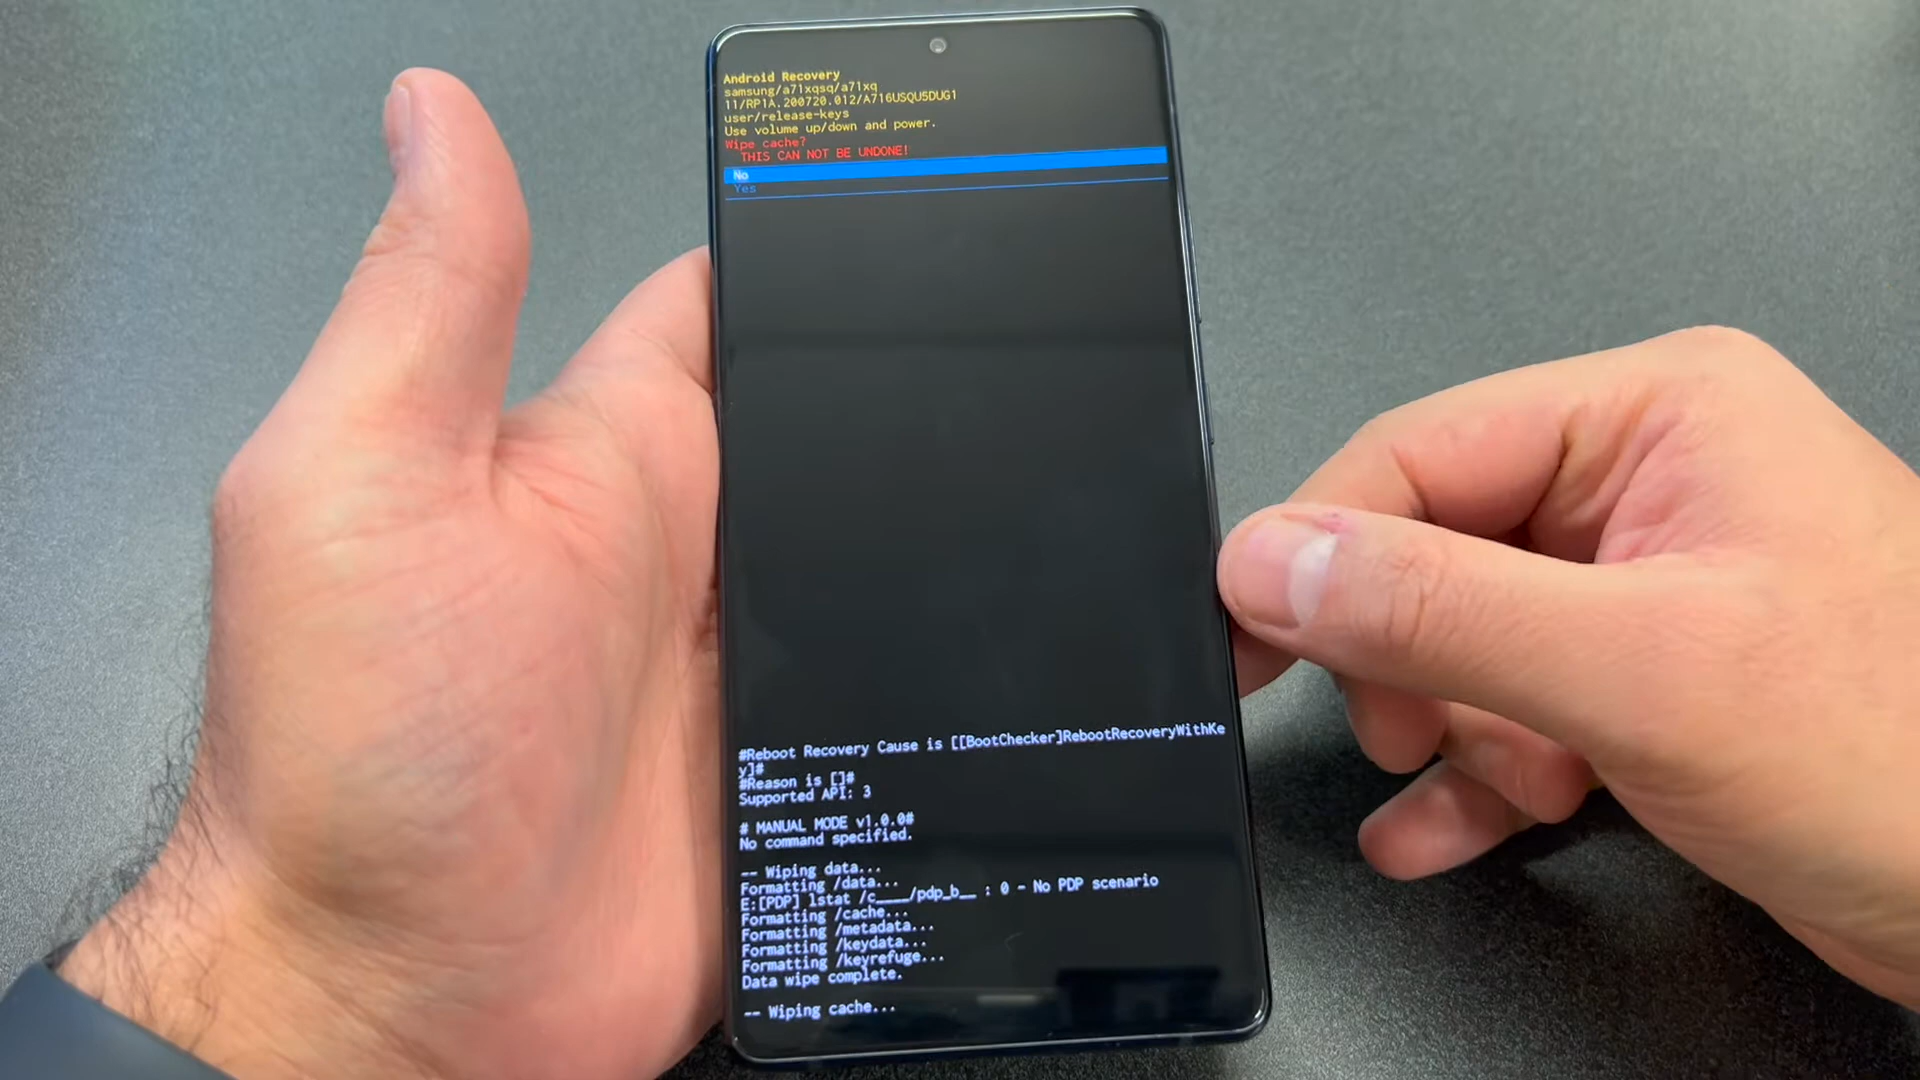 Android Recovery
samsung/a71xqsq/a71xq
11/RP1A.200720.012/A716USQU5DUG1
user/release-keys
Use volume up/down and power.
Wipe cache?
THIS CAN NOT BE UNDONE!
No
Yes
#Reboot Recovery Cause is [[BootChecker]RebootRecoveryWithKe
y]#
#Reason is []#
Supported API: 3
# MANUAL MODE v1.0.0#
No command specified.
-- Wiping data...
Formatting /data...
E:[PDP] lstat /c____/pdp_b__ : 0 - No PDP scenario
Formatting /cache...
Formatting /metadata...
Formatting /keydata...
Formatting /keyrefuge...
Data wipe complete.
-- Wiping cache...